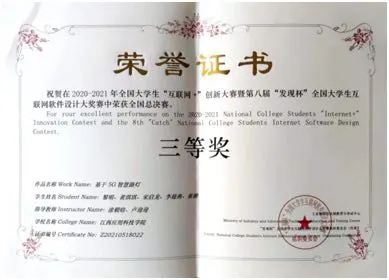 荣誉证书
祝贺在2020-2021年全国大学生“互联网+”创新大赛暨第八届“发现杯”全国大学生互
联网软件设计大奖赛中荣获全国总决赛。
For your excellent performance on the 2020-2021 National College Students "Internet+"
Innovation Contest and the 8th "Catch" National College Students Internet Software Design
Contest.
三等奖
作品名称 Work Name: 基于5G智慧路灯
学生姓名 Student Name:
指导教师 Instructor Name:
学校名称 College Name: 江西应用科技学院
证书编号 Certificate No: Z20210518022